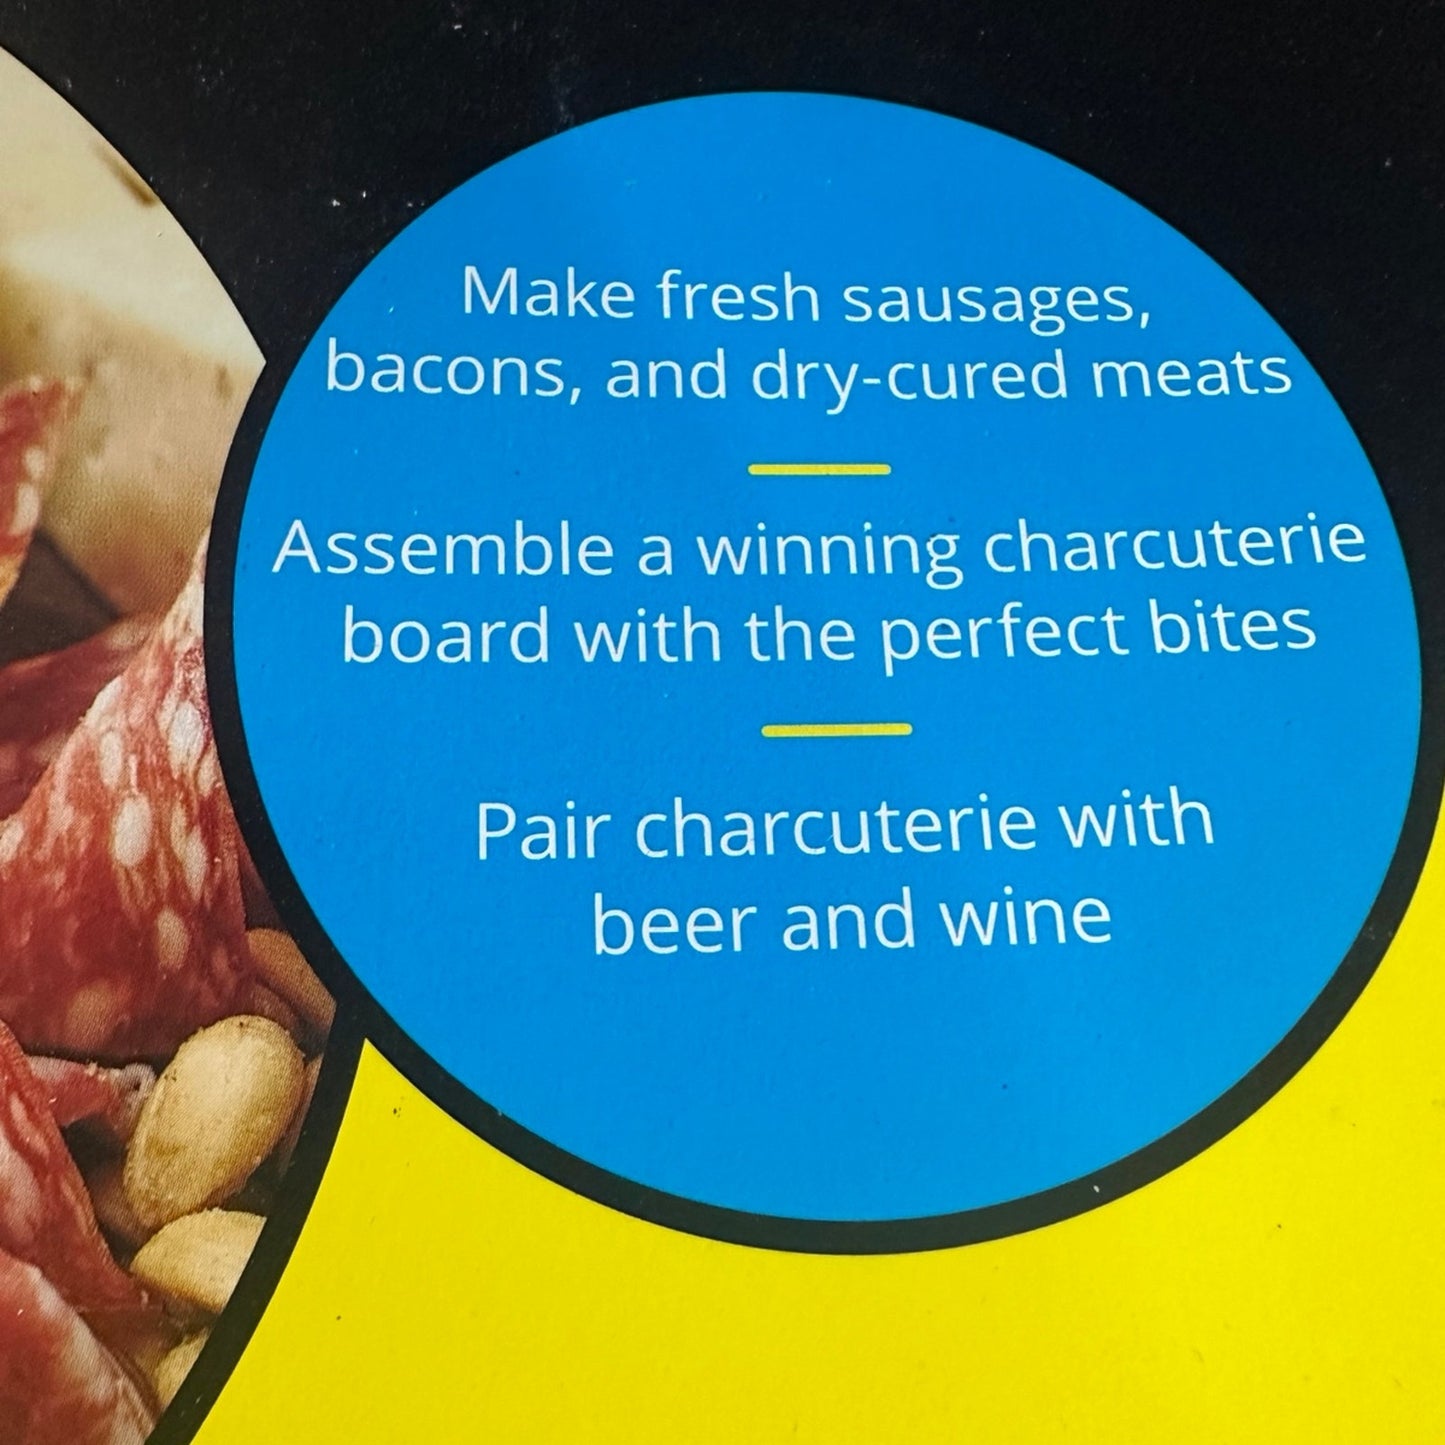 Make fresh sausages,
bacons, and dry-cured meats
Assemble a winning charcuterie
board with the perfect bites
Pair charcuterie with
beer and wine